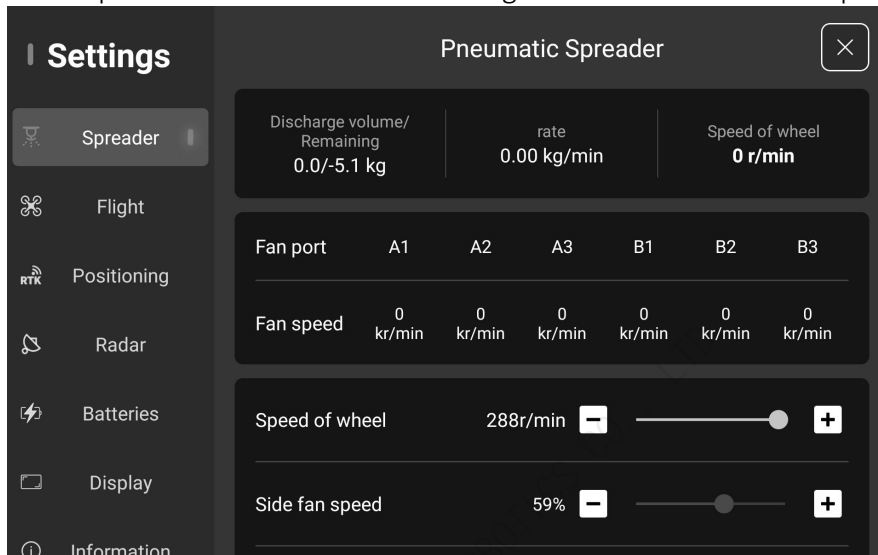 Settings
Pneumatic Spreader
Spreader
Flight
RTK
Positioning
Radar
Batteries
Display
Information
Discharge volume/
Remaining
0.0/-5.1 kg
rate
0.00 kg/min
Speed of wheel
0 r/min
Fan port A1 A2 A3 B1 B2 B3
Fan speed 0 kr/min 0 kr/min 0 kr/min 0 kr/min 0 kr/min 0 kr/min
Speed of wheel 288r/min
Side fan speed 59%